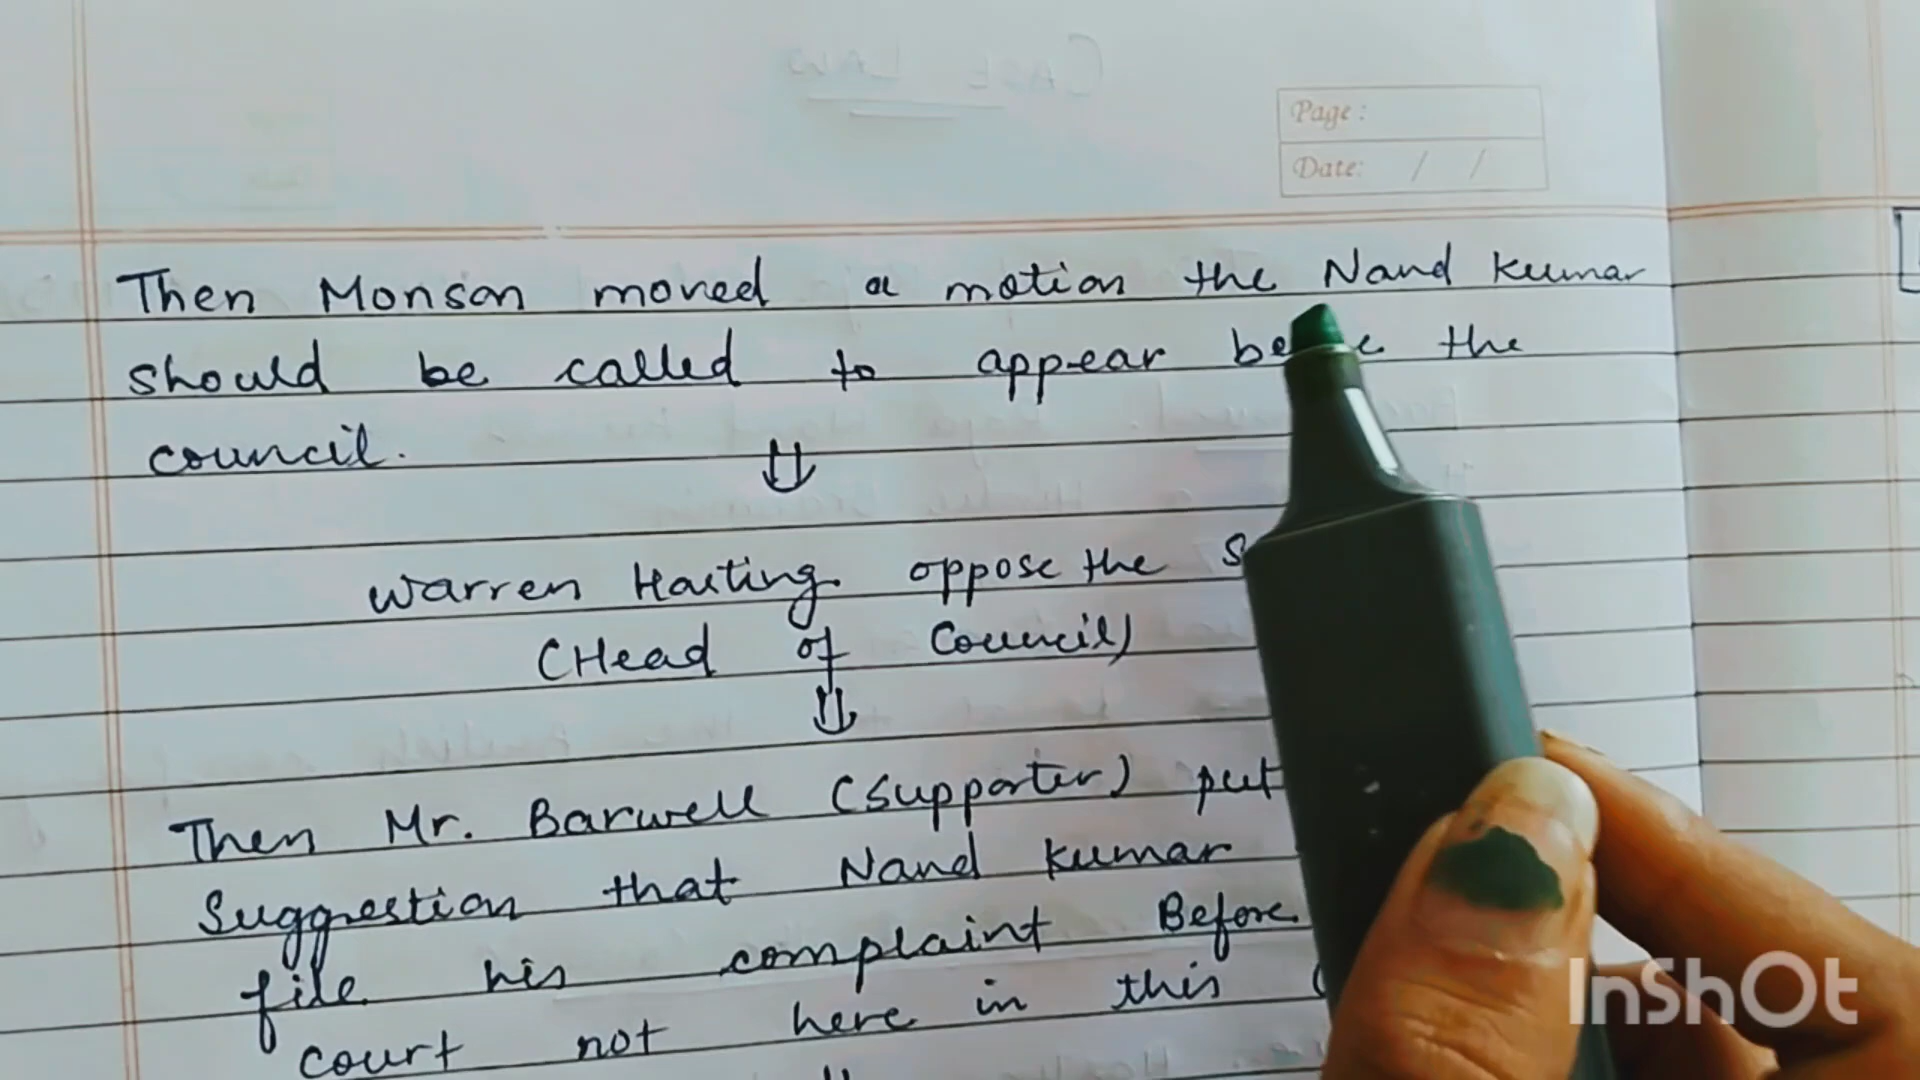 Page:
Date: / /
Then Monson moved a motion the Nand Kumar
should be called to appear the
council.
Warren Hasting oppose the
(Head of Council)
Then Mr. Barwell (Supporter) put
suggestion that Nand Kumar
file his complaint Before
court not here in this
InShOt